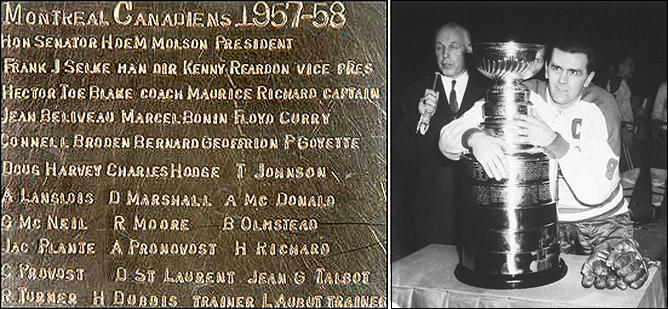 MONTREAL CANADIENS 1957-58
HON SENATOR H DE M MOLSON PRESIDENT
FRANK J SELKE MAN DIR KENNY REARDON VICE PRES
HECTOR TOE BLAKE COACH MAURICE RICHARD CAPTAIN
JEAN BELIVEAU MARCEL BONIN FLOYD CURRY
CONNELL BRODEN BERNARD GEOFFRION P GOYETTE
DOUG HARVEY CHARLES HODGE T JOHNSON
A LANGLOIS D MARSHALL A MC DONALD
G MC NEIL R MOORE B OLMSTEAD
JAC PLANTE A PRONOVOST H RICHARD
C PROVOST D ST LAURENT JEAN G TALBOT
R TURNER H DUBOIS TRAINER L AUBUT TRAINER
C